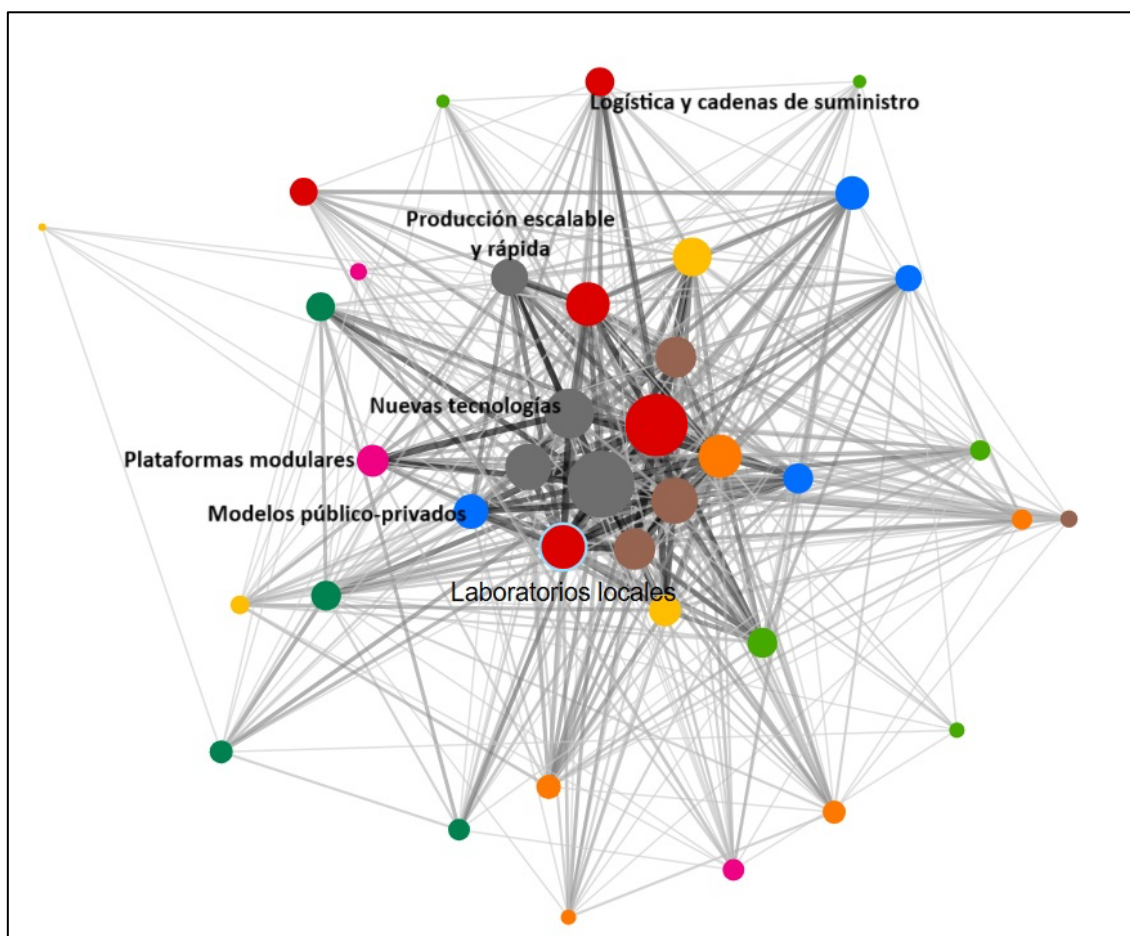 Logística y cadenas de suministro
Producción escalable
y rápida
Nuevas tecnologías
Plataformas modulares
Modelos público-privados
Laboratorios locales